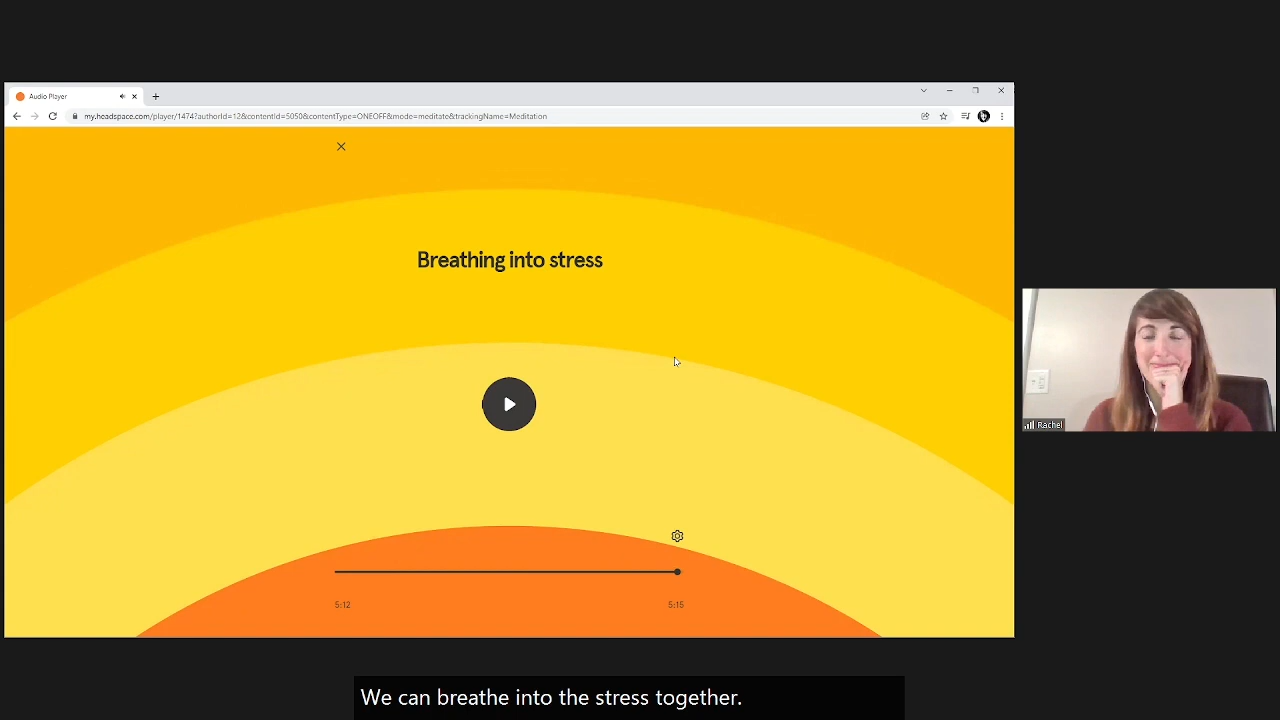 Audio Player
my.headspace.com/player/1474?authorId=12&contentId=5050&contentType=ONEOFF&mode=meditate&trackingName=Meditation
Breathing into stress
5:12
5:15
Rachel
We can breathe into the stress together.